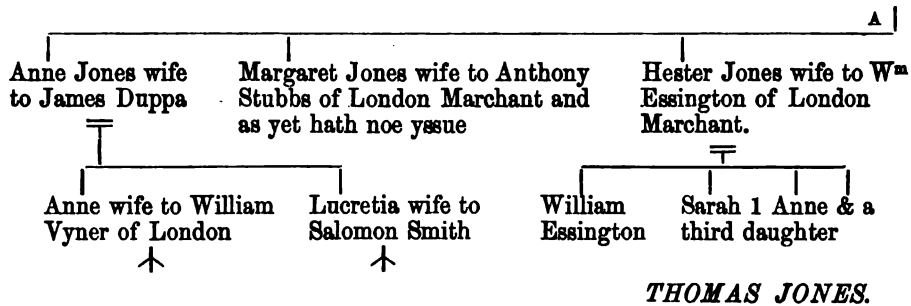 A
Anne Jones wife
to James Duppa
Margaret Jones wife to Anthony
Stubbs of London Marchant and
as yet hath noe yssue
Hester Jones wife to Wᵐ
Essington of London
Marchant.
Anne wife to William
Vyner of London
Lucretia wife to
Salomon Smith
William
Essington
Sarah 1 Anne & a
third daughter
THOMAS JONES.